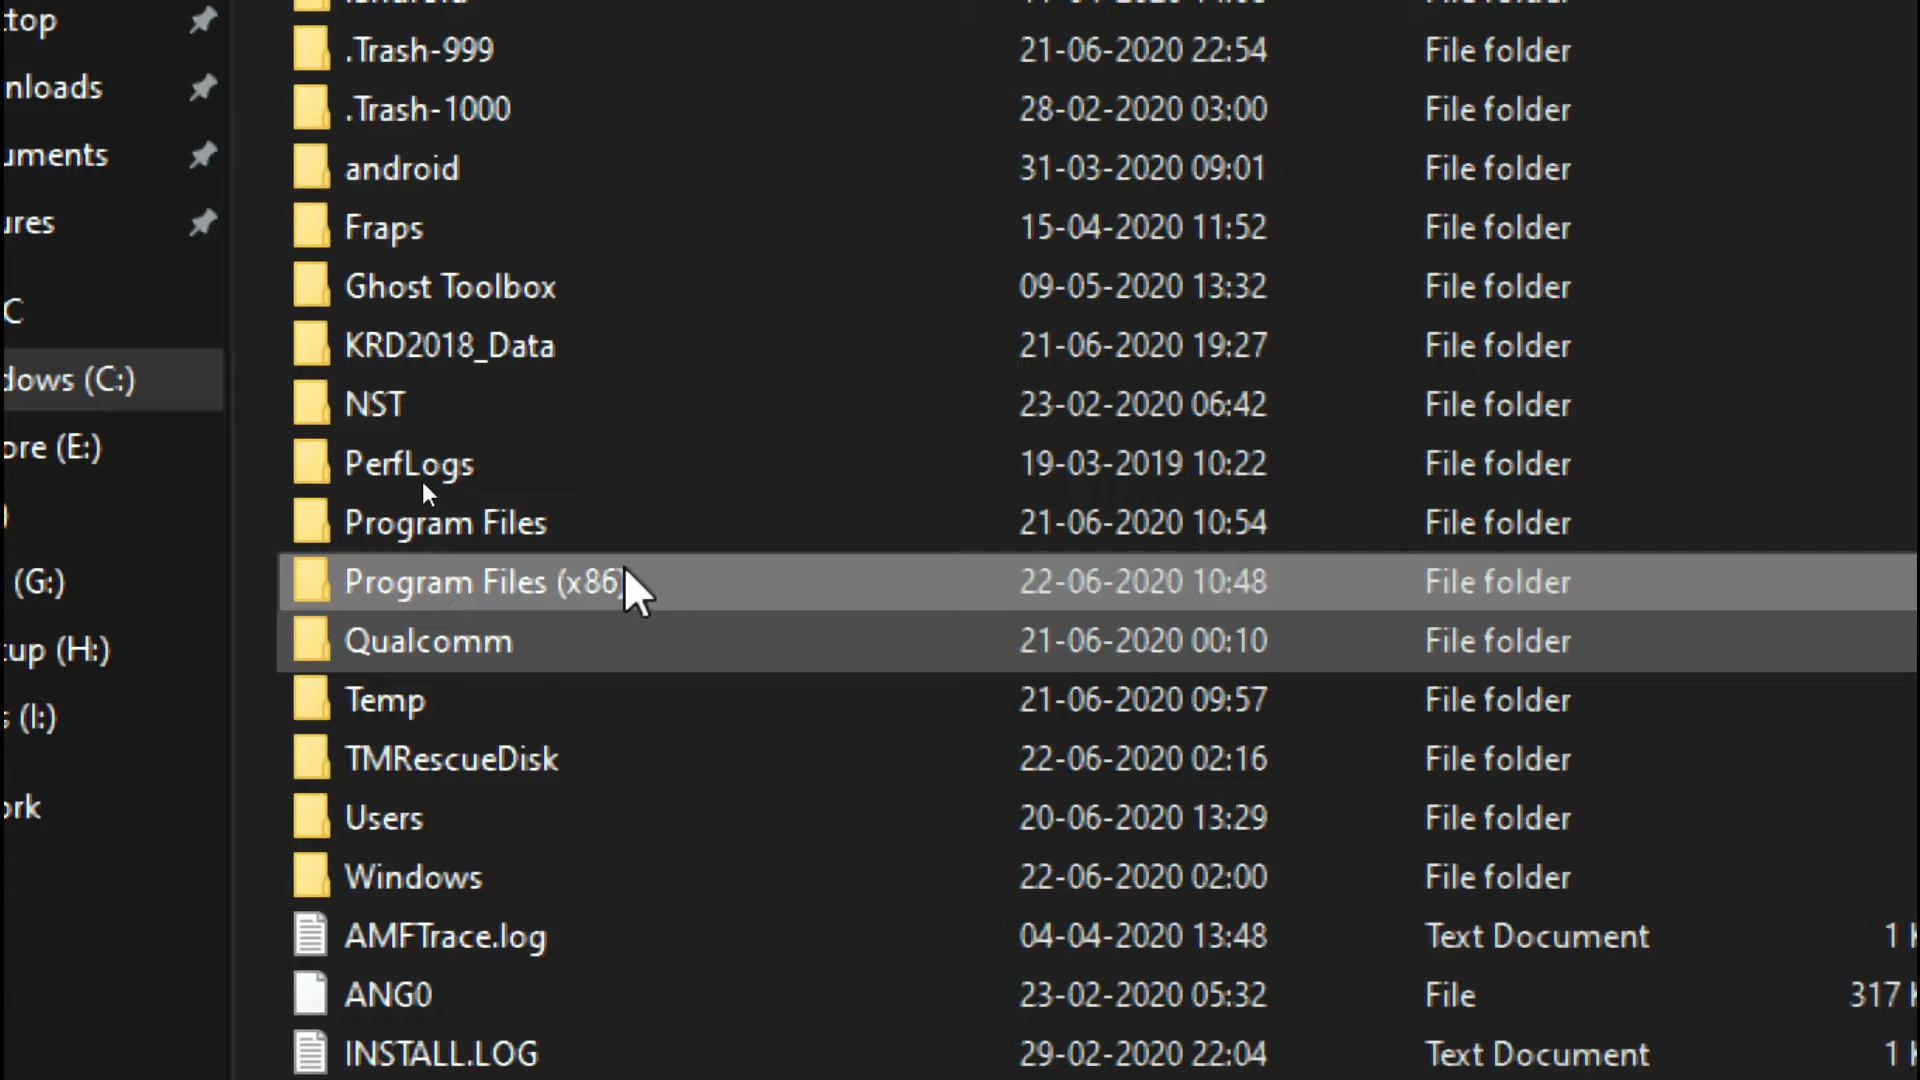 top
nloads
uments
ures
C
dows (C:)
ore (E:)
)
(G:)
up (H:)
s (I:)
ork
.Trash-999 21-06-2020 22:54 File folder
.Trash-1000 28-02-2020 03:00 File folder
android 31-03-2020 09:01 File folder
Fraps 15-04-2020 11:52 File folder
Ghost Toolbox 09-05-2020 13:32 File folder
KRD2018_Data 21-06-2020 19:27 File folder
NST 23-02-2020 06:42 File folder
PerfLogs 19-03-2019 10:22 File folder
Program Files 21-06-2020 10:54 File folder
Program Files (x86) 22-06-2020 10:48 File folder
Qualcomm 21-06-2020 00:10 File folder
Temp 21-06-2020 09:57 File folder
TMRescueDisk 22-06-2020 02:16 File folder
Users 20-06-2020 13:29 File folder
Windows 22-06-2020 02:00 File folder
AMFTrace.log 04-04-2020 13:48 Text Document 1 K
ANG0 23-02-2020 05:32 File 317 K
INSTALL.LOG 29-02-2020 22:04 Text Document 1 K